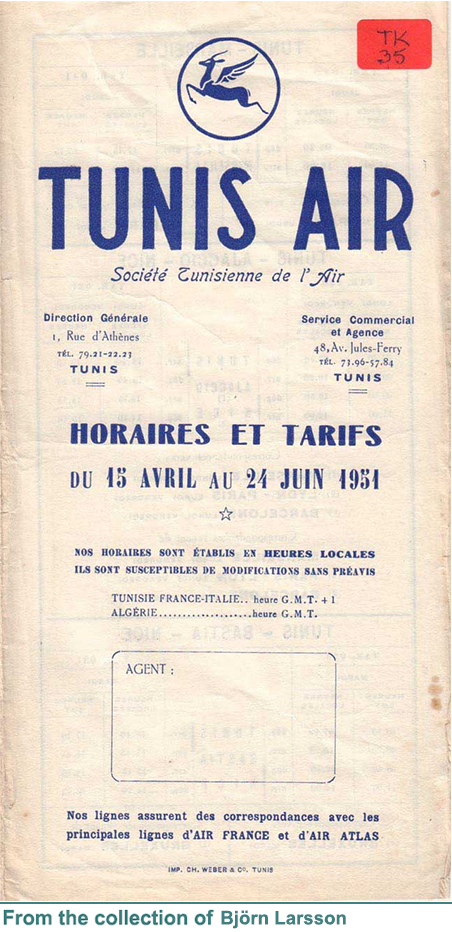 TK
35
TUNIS AIR
Société Tunisienne de l'Air
Direction Générale
1, Rue d'Athènes
TÉL. 79.21-22.23
TUNIS
Service Commercial
et Agence
48, Av. Jules-Ferry
TÉL. 73.96-57.84
TUNIS
HORAIRES ET TARIFS
DU 15 AVRIL AU 24 JUIN 1951
NOS HORAIRES SONT ÉTABLIS EN HEURES LOCALES
ILS SONT SUSCEPTIBLES DE MODIFICATIONS SANS PRÉAVIS
TUNISIE FRANCE-ITALIE.. heure G.M.T. + 1
ALGÉRIE....................heure G.M.T.
AGENT :
Nos lignes assurent des correspondances avec les
principales lignes d'AIR FRANCE et d'AIR ATLAS
IMP. CH. WEBER & Co. TUNIS
From the collection of Björn Larsson